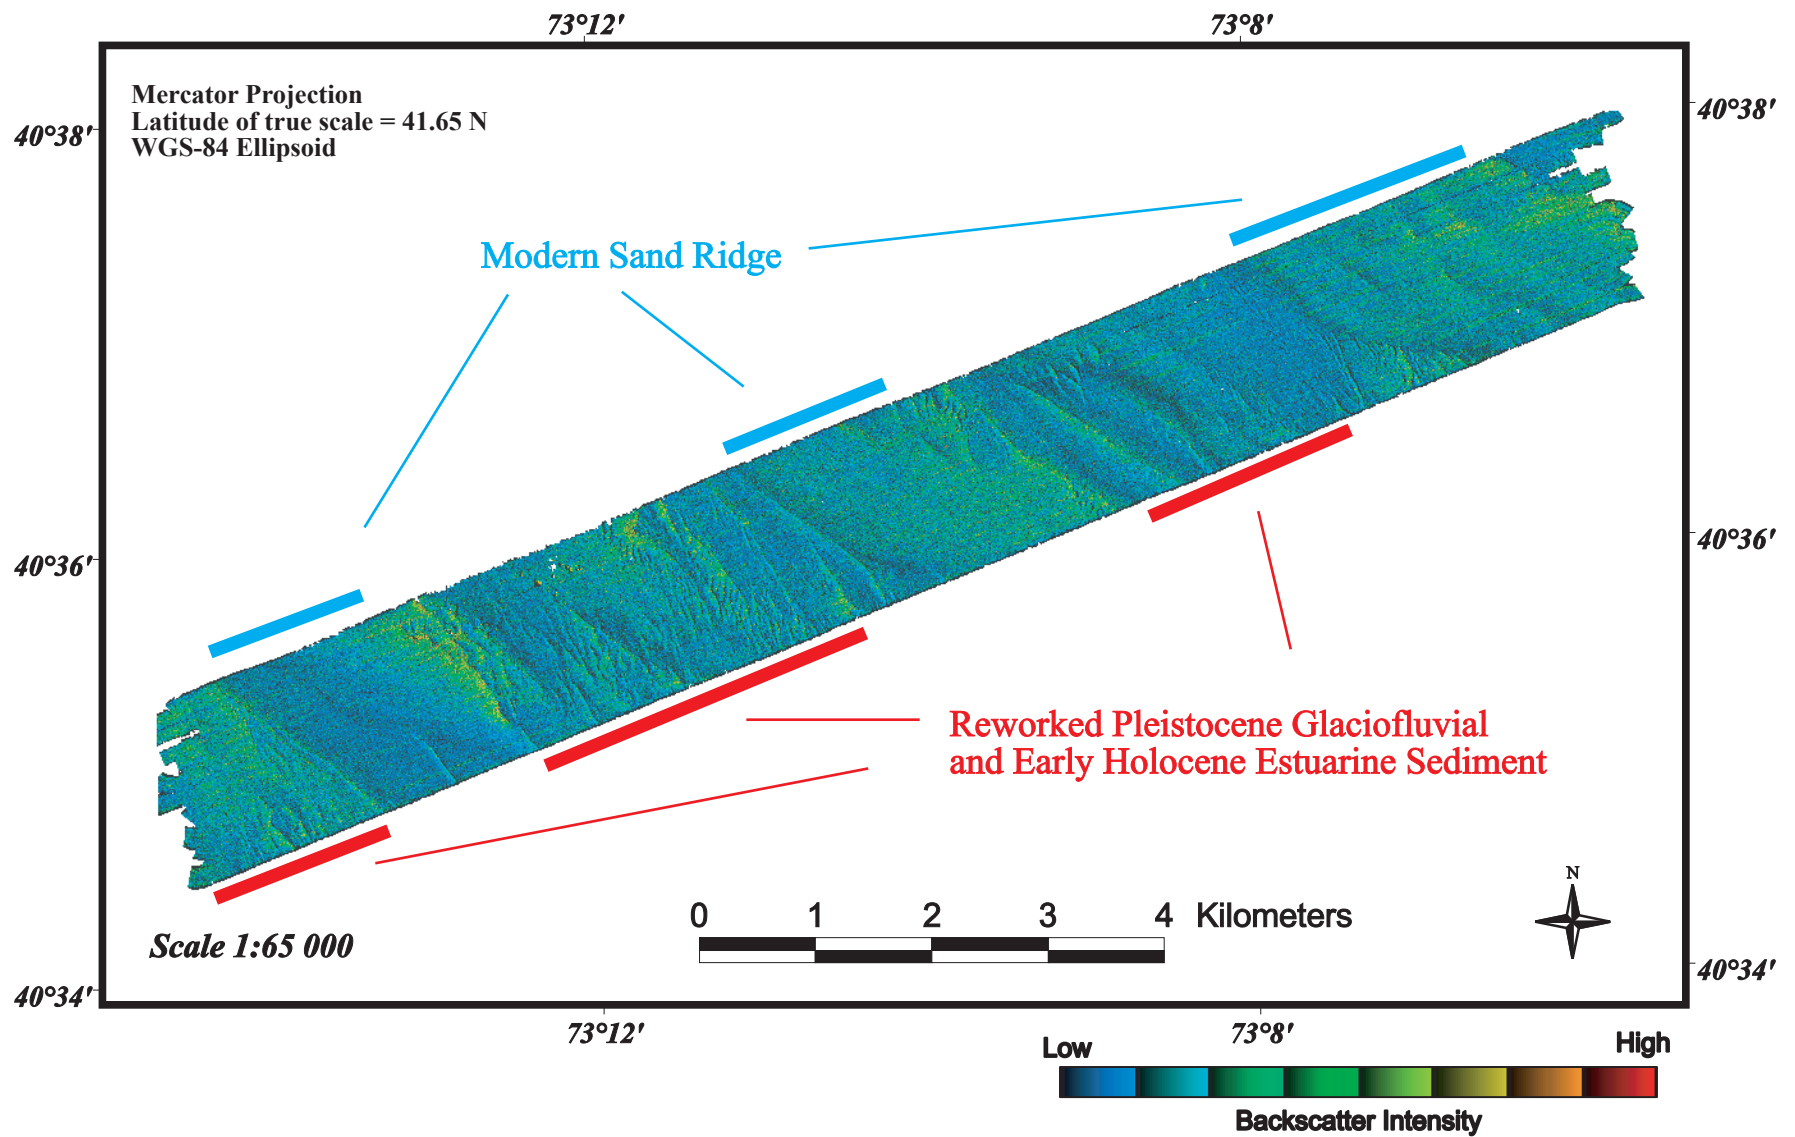 73°12'
73°8'
Mercator Projection
Latitude of true scale = 41.65 N
WGS-84 Ellipsoid
40°38'
40°38'
Modern Sand Ridge
40°36'
40°36'
Reworked Pleistocene Glaciofluvial
and Early Holocene Estuarine Sediment
N
0 1 2 3 4 Kilometers
Scale 1:65 000
40°34'
40°34'
73°12'
73°8'
Low
High
Backscatter Intensity